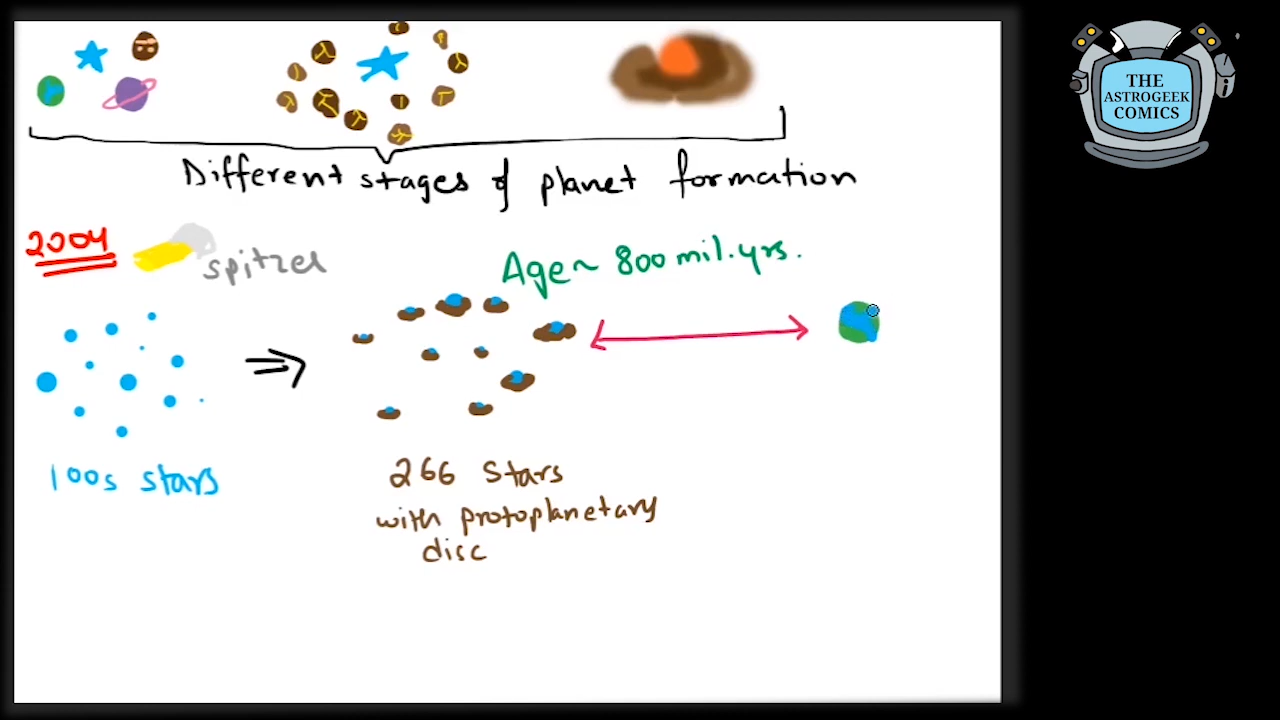 THE
ASTROGEEK
COMICS
Different stages of planet formation
2004
spitzer
Age ~ 800 mil. yrs.
100s stars
266 Stars
with protoplanetary
disc